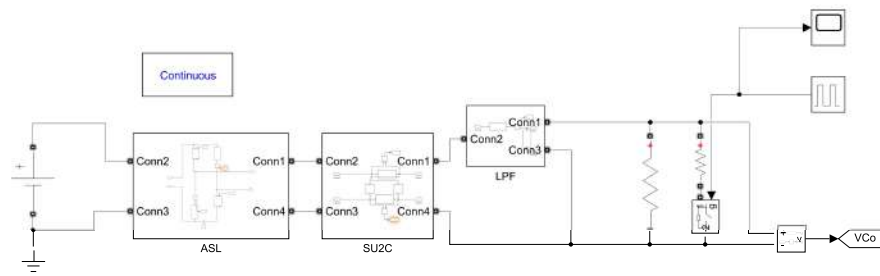 Continuous
Conn1
Conn2
Conn3
LPF
Conn2 Conn1 Conn2 Conn1
Conn3 Conn4 Conn3 Conn4
ASL SU2C
VCo